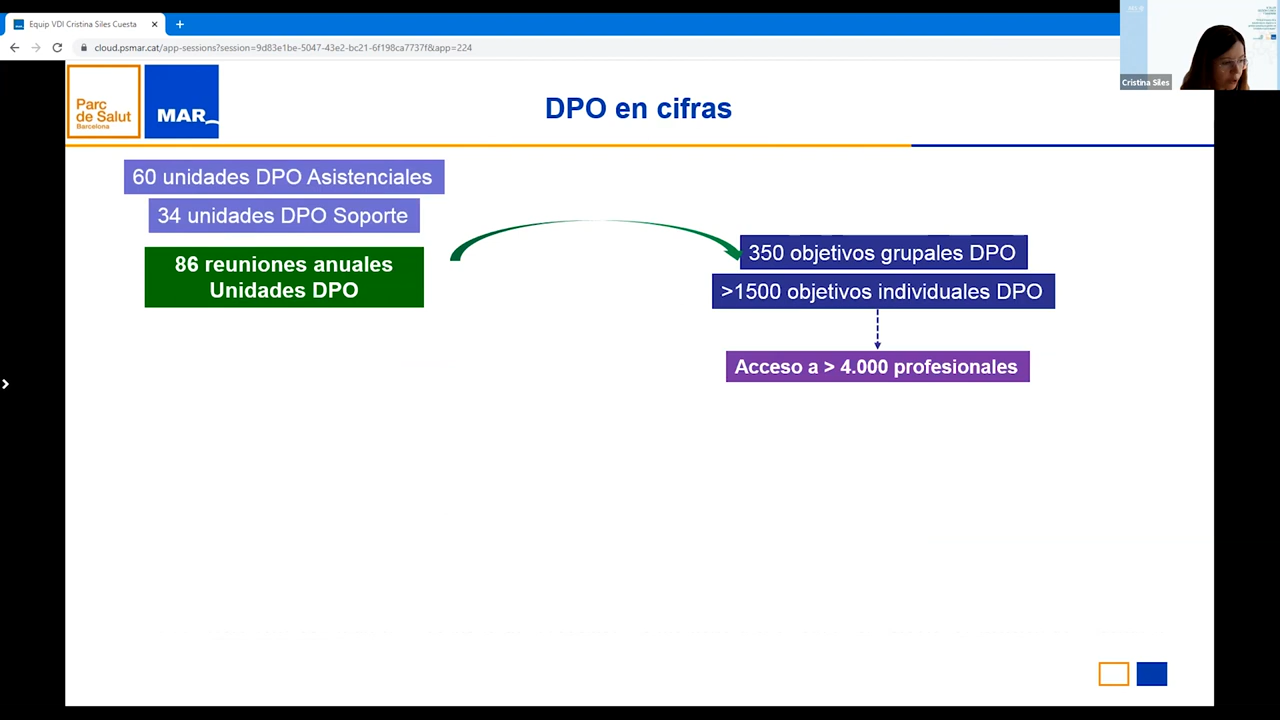 Equip VDI Cristina Siles Cuesta
cloud.psmar.cat/app-sessions?session=9d83e1be-5047-43e2-bc21-6f198ca7737f&app=224
Cristina Siles
Parc
de Salut
Barcelona
MAR
DPO en cifras
60 unidades DPO Asistenciales
34 unidades DPO Soporte
86 reuniones anuales
Unidades DPO
350 objetivos grupales DPO
>1500 objetivos individuales DPO
Acceso a > 4.000 profesionales